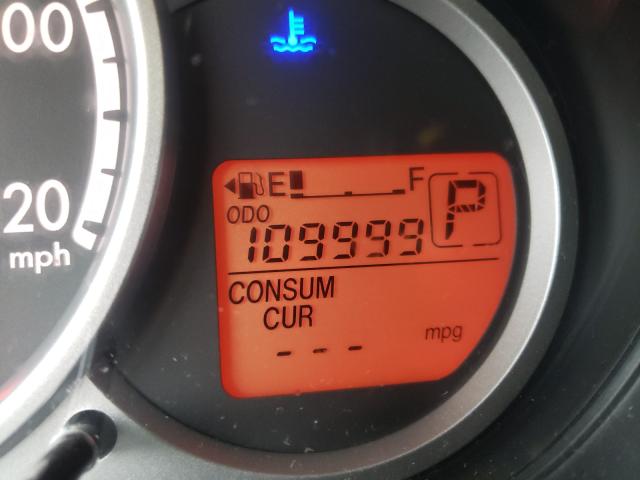 00
20
mph
E F
ODO
109999 P
CONSUM
CUR
--- mpg